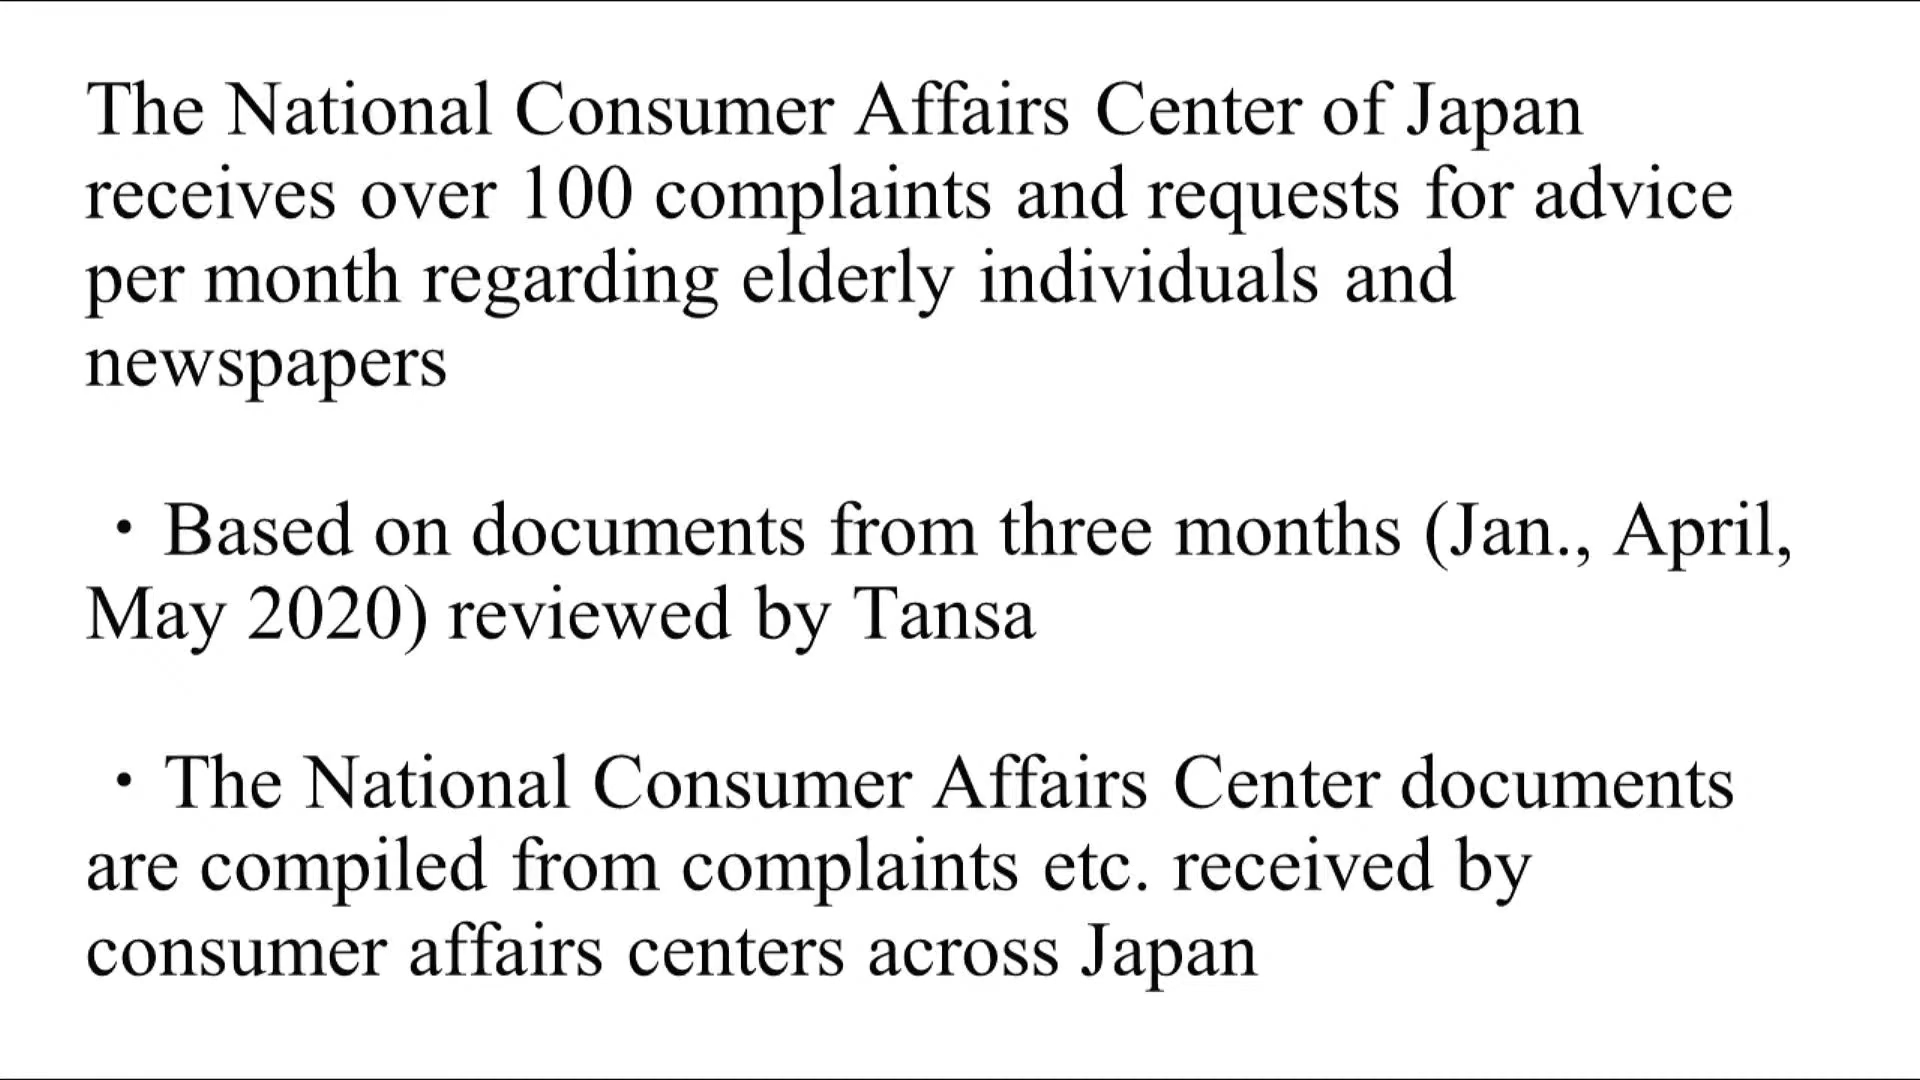 The National Consumer Affairs Center of Japan
receives over 100 complaints and requests for advice
per month regarding elderly individuals and
newspapers
・Based on documents from three months (Jan., April,
May 2020) reviewed by Tansa
・The National Consumer Affairs Center documents
are compiled from complaints etc. received by
consumer affairs centers across Japan